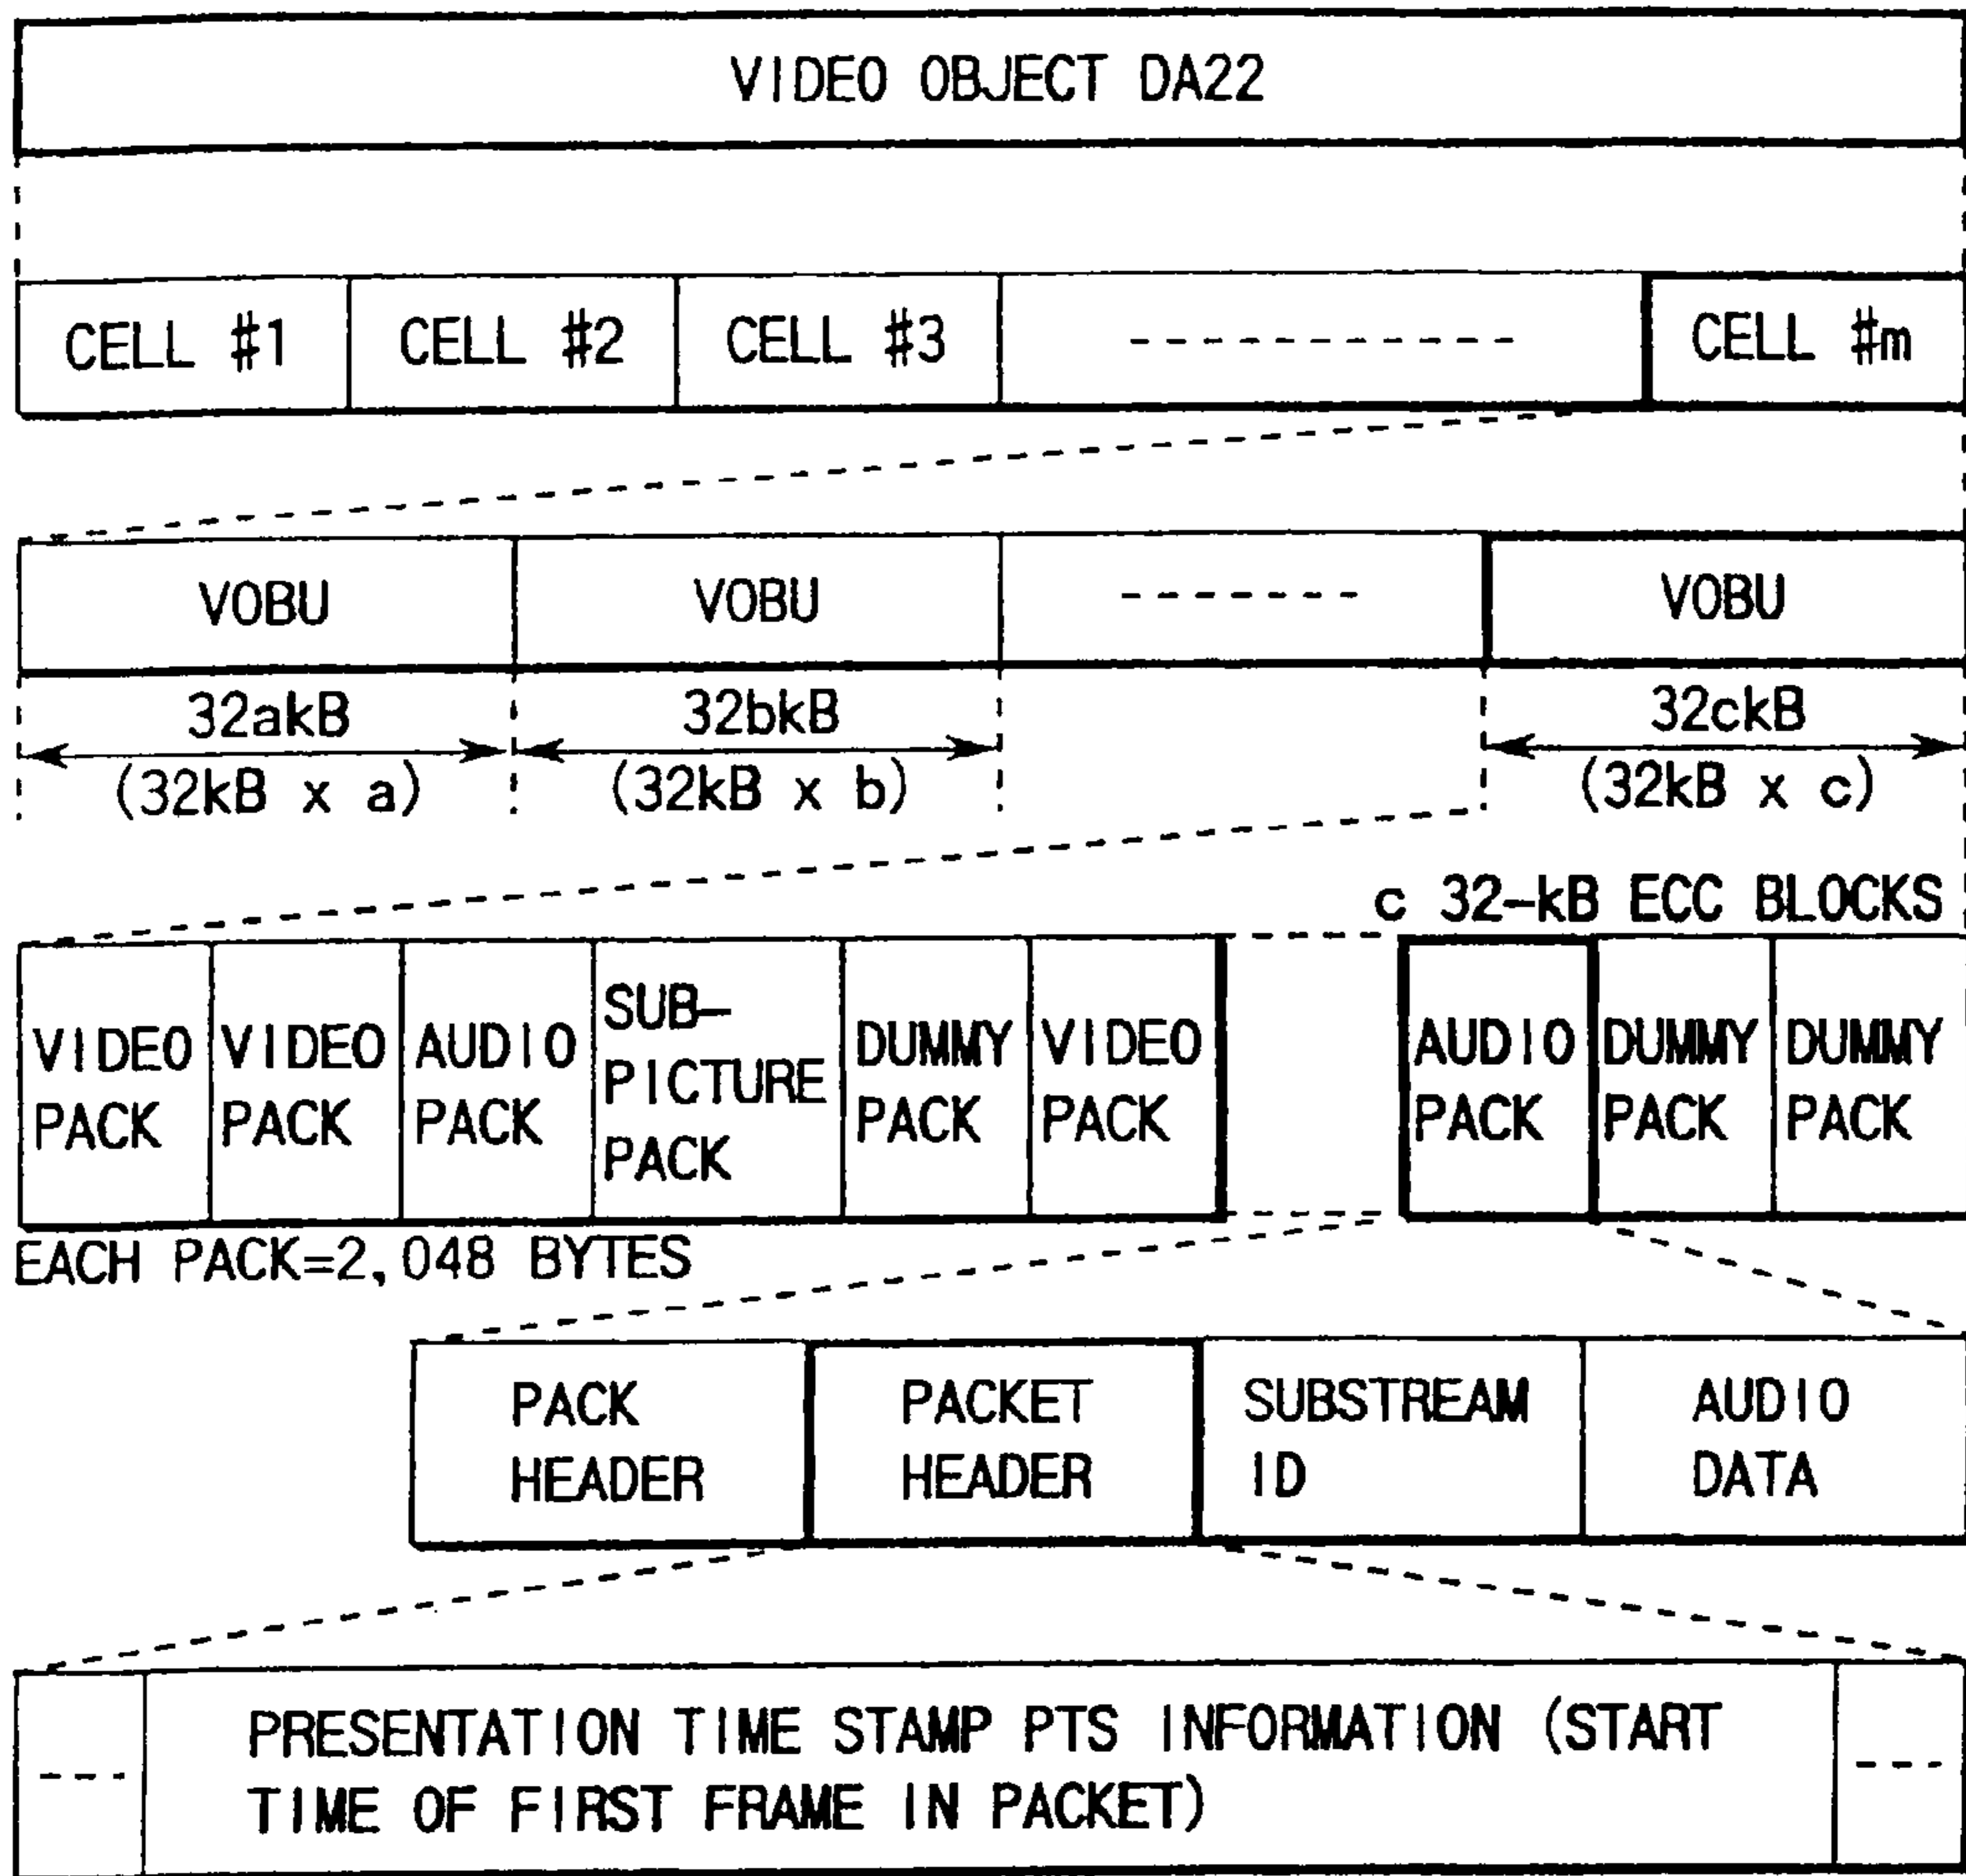 VIDEO OBJECT DA22
CELL #1 CELL #2 CELL #3 ----------- CELL #m
VOBU VOBU ------- VOBU
32akB 32bkB 32ckB
(32kB x a) (32kB x b) (32kB x c)
c 32-kB ECC BLOCKS
VIDEO PACK
VIDEO PACK
AUDIO PACK
SUB-
PICTURE
PACK
DUMMY PACK
VIDEO PACK
AUDIO PACK
DUMMY PACK
DUMMY PACK
EACH PACK=2,048 BYTES
PACK
HEADER
PACKET
HEADER
SUBSTREAM
ID
AUDIO
DATA
--- PRESENTATION TIME STAMP PTS INFORMATION (START ---
TIME OF FIRST FRAME IN PACKET)